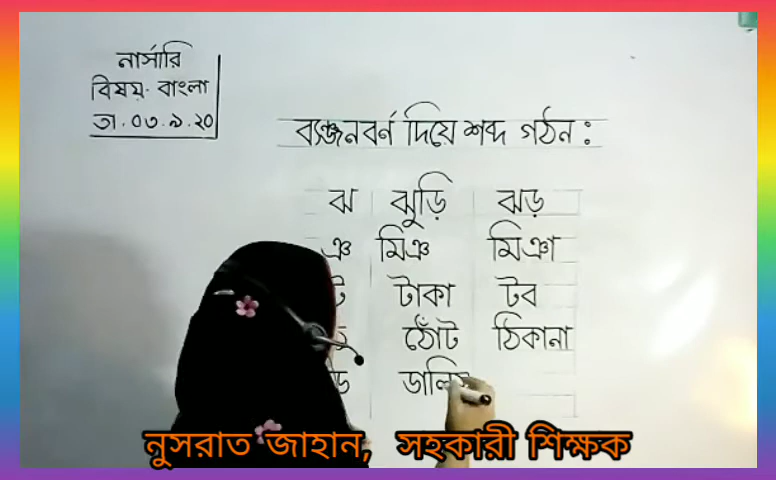 নার্সারি
বিষয়- বাংলা
তা. ০৩.৯.২০
ব্যঞ্জনবর্ণ দিয়ে শব্দ গঠন :
ঝ ঝুড়ি ঝড়
ঞ মিঞ মিঞা
ট টাকা টব
ঠোঁট ঠিকানা
ড
নুসরাত জাহান, সহকারী শিক্ষক